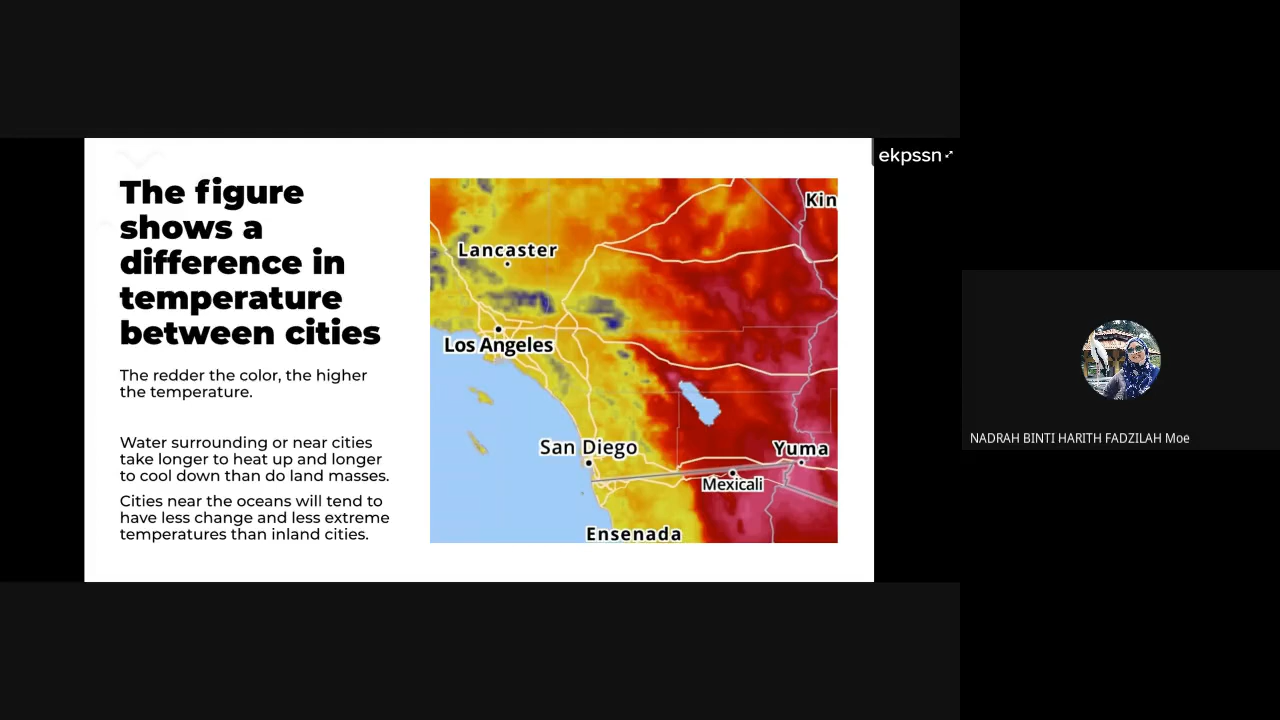 The figure
shows a
difference in
temperature
between cities
The redder the color, the higher
the temperature.
Water surrounding or near cities
take longer to heat up and longer
to cool down than do land masses.
Cities near the oceans will tend to
have less change and less extreme
temperatures than inland cities.
Kin
Lancaster
Los Angeles
San Diego
Yuma
Mexicali
Ensenada
ekpssn
NADRAH BINTI HARITH FADZILAH Moe